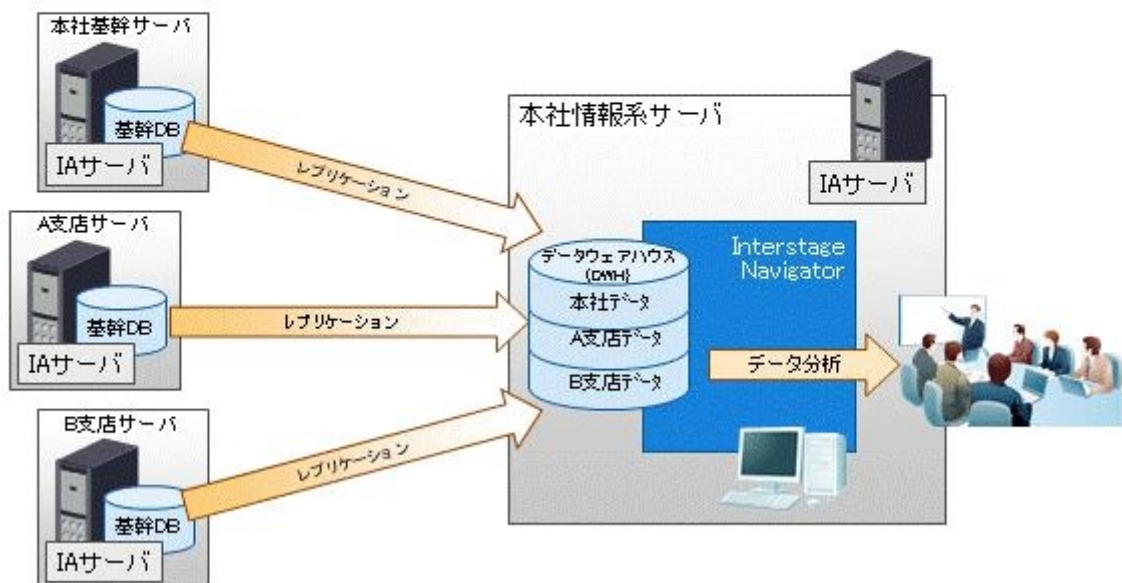 本社基幹サーバ
基幹DB
IAサーバ
レプリケーション
A支店サーバ
基幹DB
IAサーバ
レプリケーション
B支店サーバ
基幹DB
IAサーバ
レプリケーション
本社情報系サーバ
IAサーバ
データウェアハウス
(DWH)
本社データ
A支店データ
B支店データ
Interstage
Navigator
データ分析